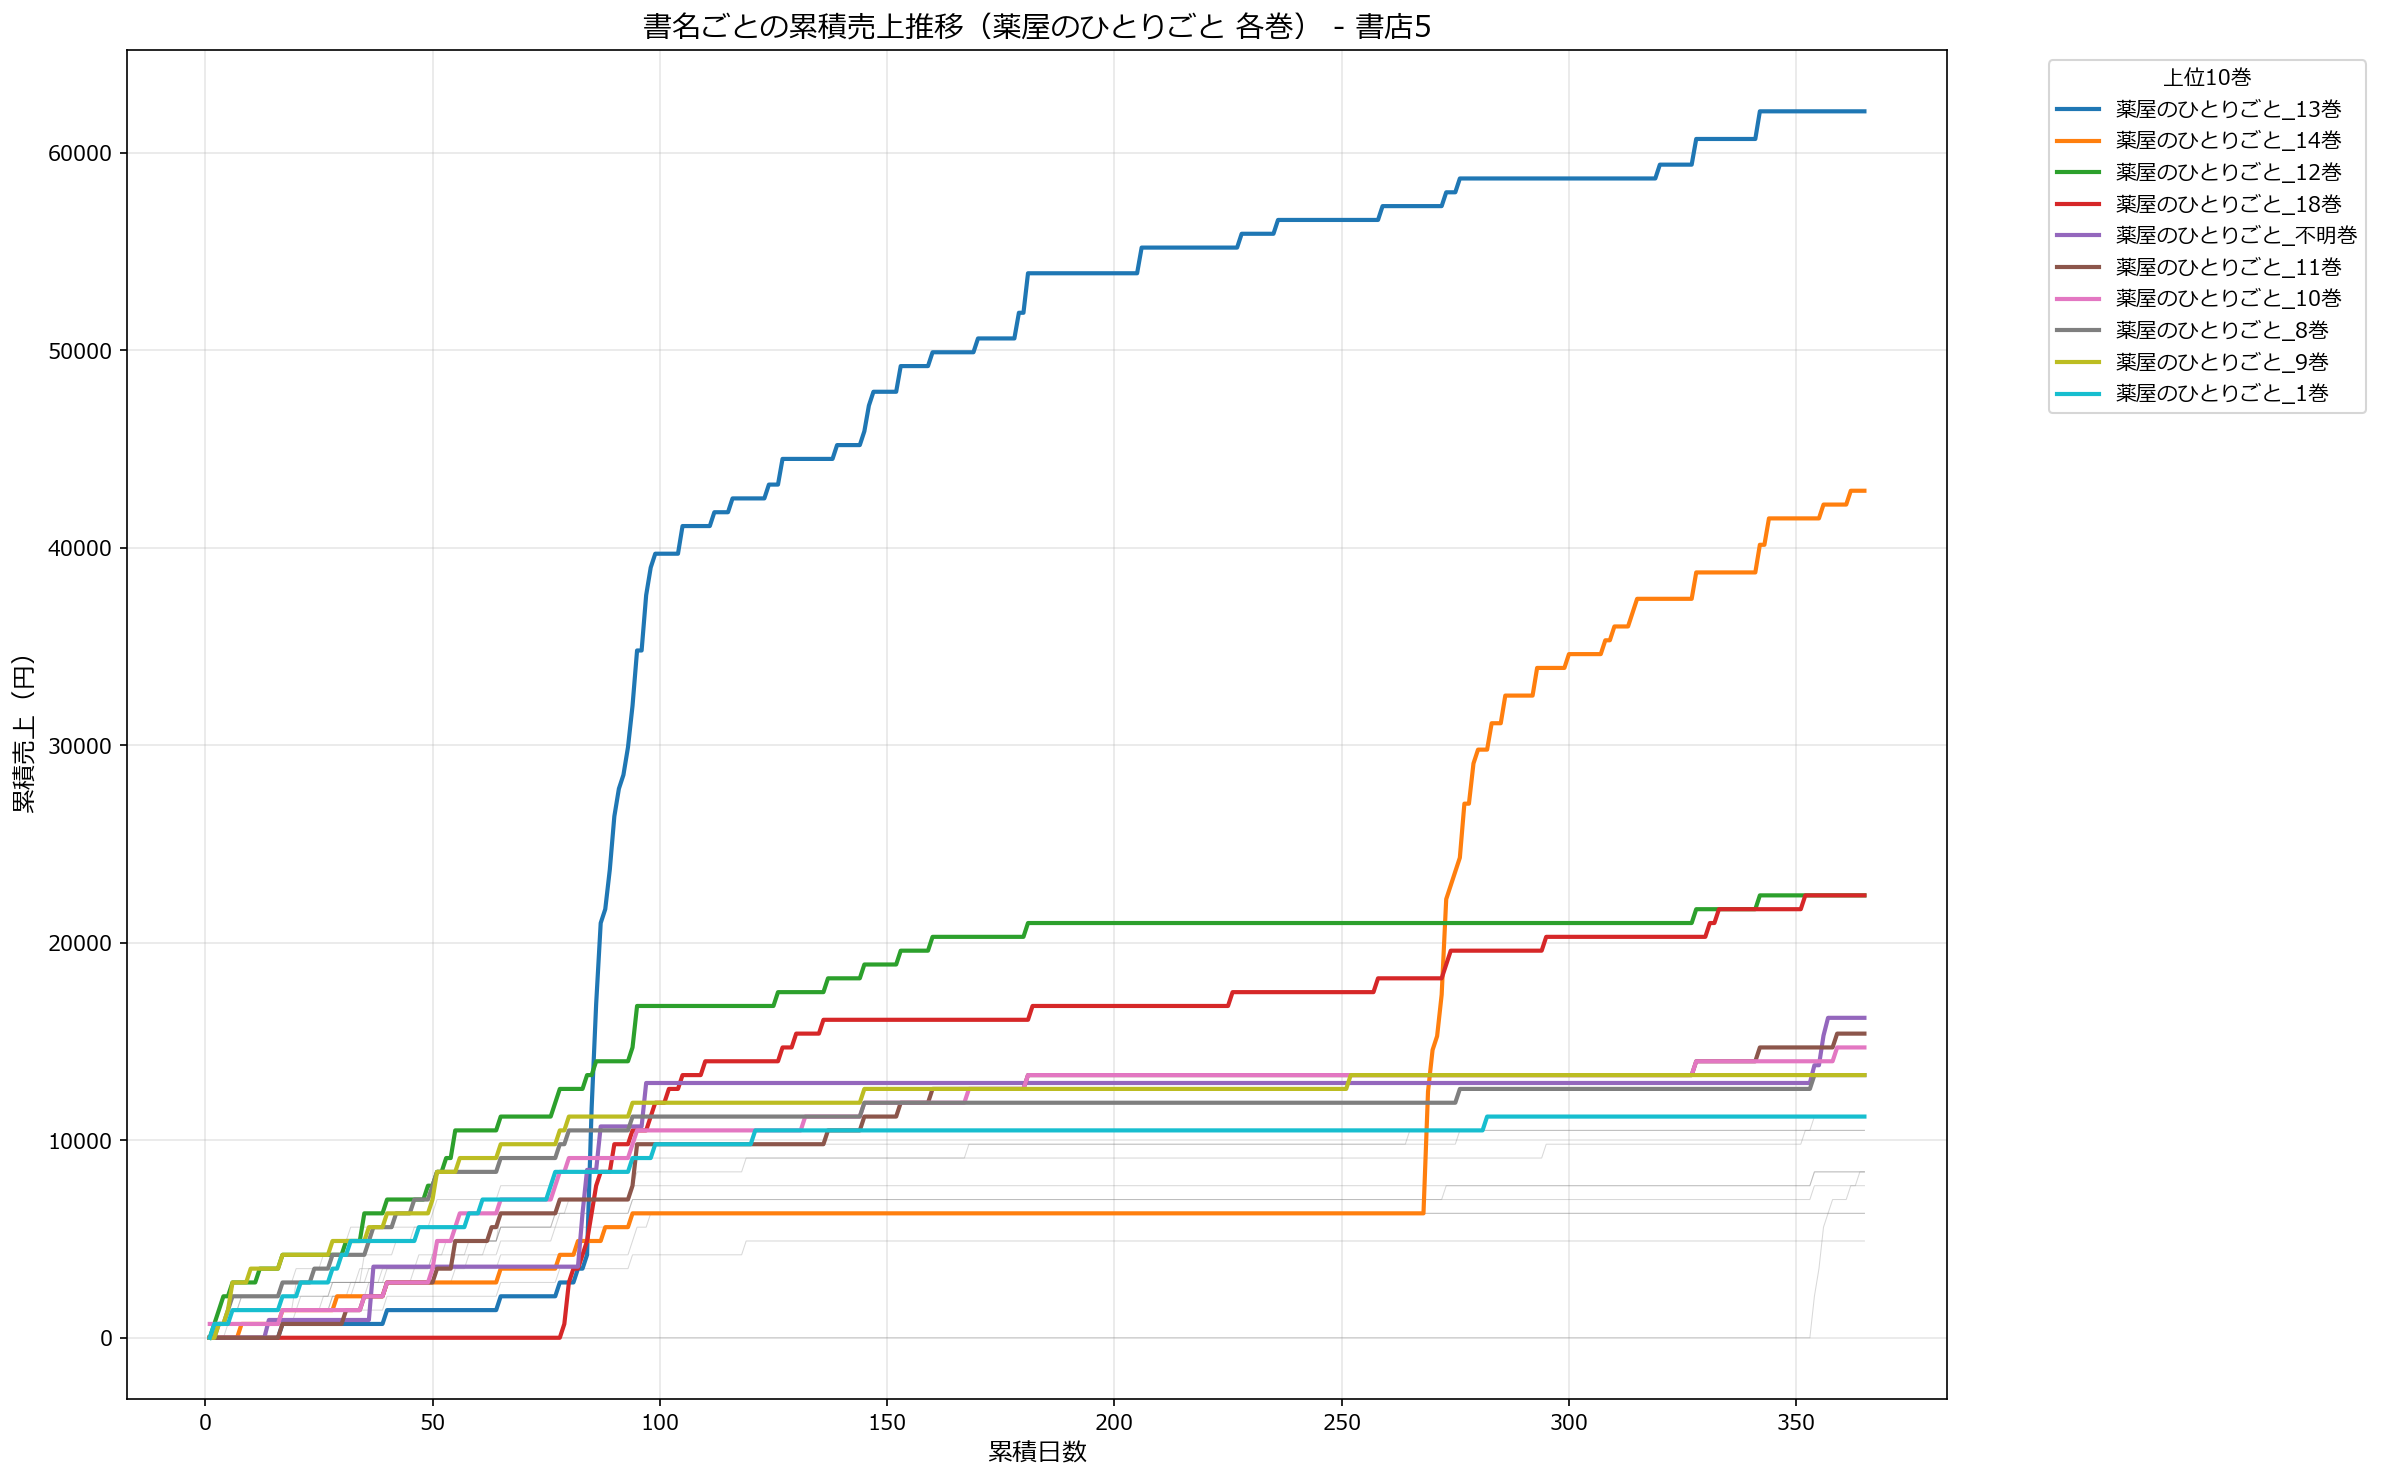 書名ごとの累積売上推移（薬屋のひとりごと 各巻） - 書店5
累積売上（円）
60000
50000
40000
30000
20000
10000
0
0
50
100
150
200
250
300
350
累積日数
上位10巻
薬屋のひとりごと_13巻
薬屋のひとりごと_14巻
薬屋のひとりごと_12巻
薬屋のひとりごと_18巻
薬屋のひとりごと_不明巻
薬屋のひとりごと_11巻
薬屋のひとりごと_10巻
薬屋のひとりごと_8巻
薬屋のひとりごと_9巻
薬屋のひとりごと_1巻